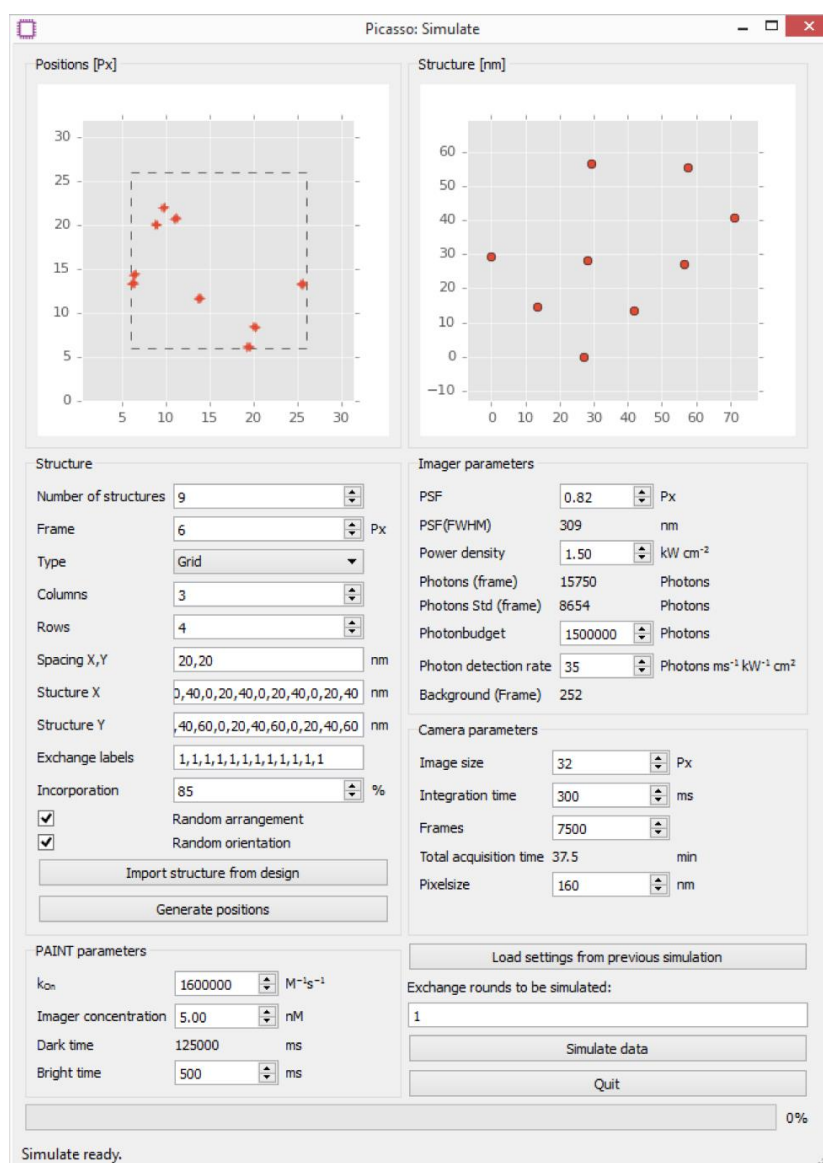 Picasso: Simulate
Positions [Px]
30
25
20
15
10
5
0
5 10 15 20 25 30
Structure [nm]
60
50
40
30
20
10
0
−10
0 10 20 30 40 50 60 70
Structure
Number of structures 9
Frame 6 Px
Type Grid
Columns 3
Rows 4
Spacing X,Y 20,20 nm
Stucture X 0,40,0,20,40,0,20,40,0,20,40 nm
Structure Y ,40,60,0,20,40,60,0,20,40,60 nm
Exchange labels 1,1,1,1,1,1,1,1,1,1,1,1
Incorporation 85 %
Random arrangement
Random orientation
Import structure from design
Generate positions
PAINT parameters
kOn 1600000 M⁻¹s⁻¹
Imager concentration 5.00 nM
Dark time 125000 ms
Bright time 500 ms
Imager parameters
PSF 0.82 Px
PSF(FWHM) 309 nm
Power density 1.50 kW cm⁻²
Photons (frame) 15750 Photons
Photons Std (frame) 8654 Photons
Photonbudget 1500000 Photons
Photon detection rate 35 Photons ms⁻¹ kW⁻¹ cm²
Background (Frame) 252
Camera parameters
Image size 32 Px
Integration time 300 ms
Frames 7500
Total acquisition time 37.5 min
Pixelsize 160 nm
Load settings from previous simulation
Exchange rounds to be simulated:
1
Simulate data
Quit
0%
Simulate ready.